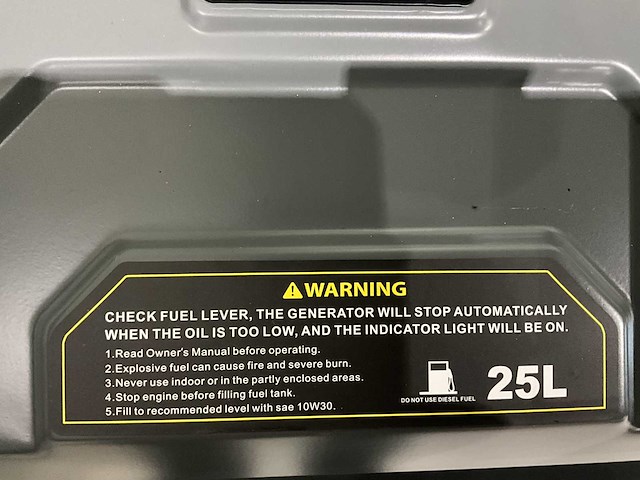 WARNING
CHECK FUEL LEVER, THE GENERATOR WILL STOP AUTOMATICALLY
WHEN THE OIL IS TOO LOW, AND THE INDICATOR LIGHT WILL BE ON.
1.Read Owner's Manual before operating.
2.Explosive fuel can cause fire and severe burn.
3.Never use indoor or in the partly enclosed areas.
4.Stop engine before filling fuel tank.
5.Fill to recommended level with sae 10W30.
DO NOT USE DIESEL FUEL
25L